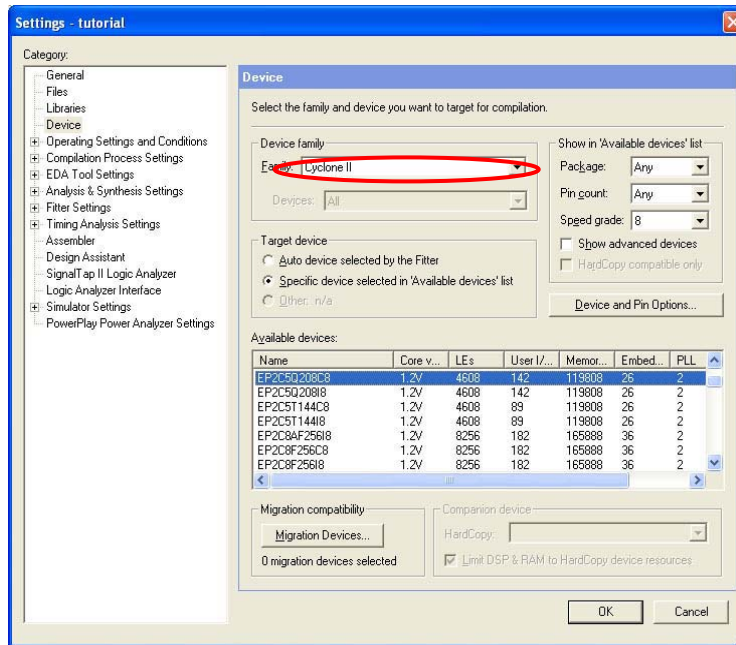 Settings - tutorial
Category:
General
Files
Libraries
Device
Operating Settings and Conditions
Compilation Process Settings
EDA Tool Settings
Analysis & Synthesis Settings
Fitter Settings
Timing Analysis Settings
Assembler
Design Assistant
SignalTap II Logic Analyzer
Logic Analyzer Interface
Simulator Settings
PowerPlay Power Analyzer Settings
Device
Select the family and device you want to target for compilation.
Device family
Family: Cyclone II
Devices: All
Show in 'Available devices' list
Package: Any
Pin count: Any
Speed grade: 8
Show advanced devices
HardCopy compatible only
Target device
Auto device selected by the Fitter
Specific device selected in 'Available devices' list
Other: n/a
Device and Pin Options...
Available devices:
Name Core v... LEs User I/... Memor... Embed... PLL
EP2C5Q208C8 1.2V 4608 142 119808 26 2
EP2C5Q208I8 1.2V 4608 142 119808 26 2
EP2C5T144C8 1.2V 4608 89 119808 26 2
EP2C5T144I8 1.2V 4608 89 119808 26 2
EP2C8AF256I8 1.2V 8256 182 165888 36 2
EP2C8F256C8 1.2V 8256 182 165888 36 2
EP2C8F256I8 1.2V 8256 182 165888 36 2
Migration compatibility
Migration Devices...
0 migration devices selected
Companion device
HardCopy:
Limit DSP & RAM to HardCopy device resources
OK Cancel